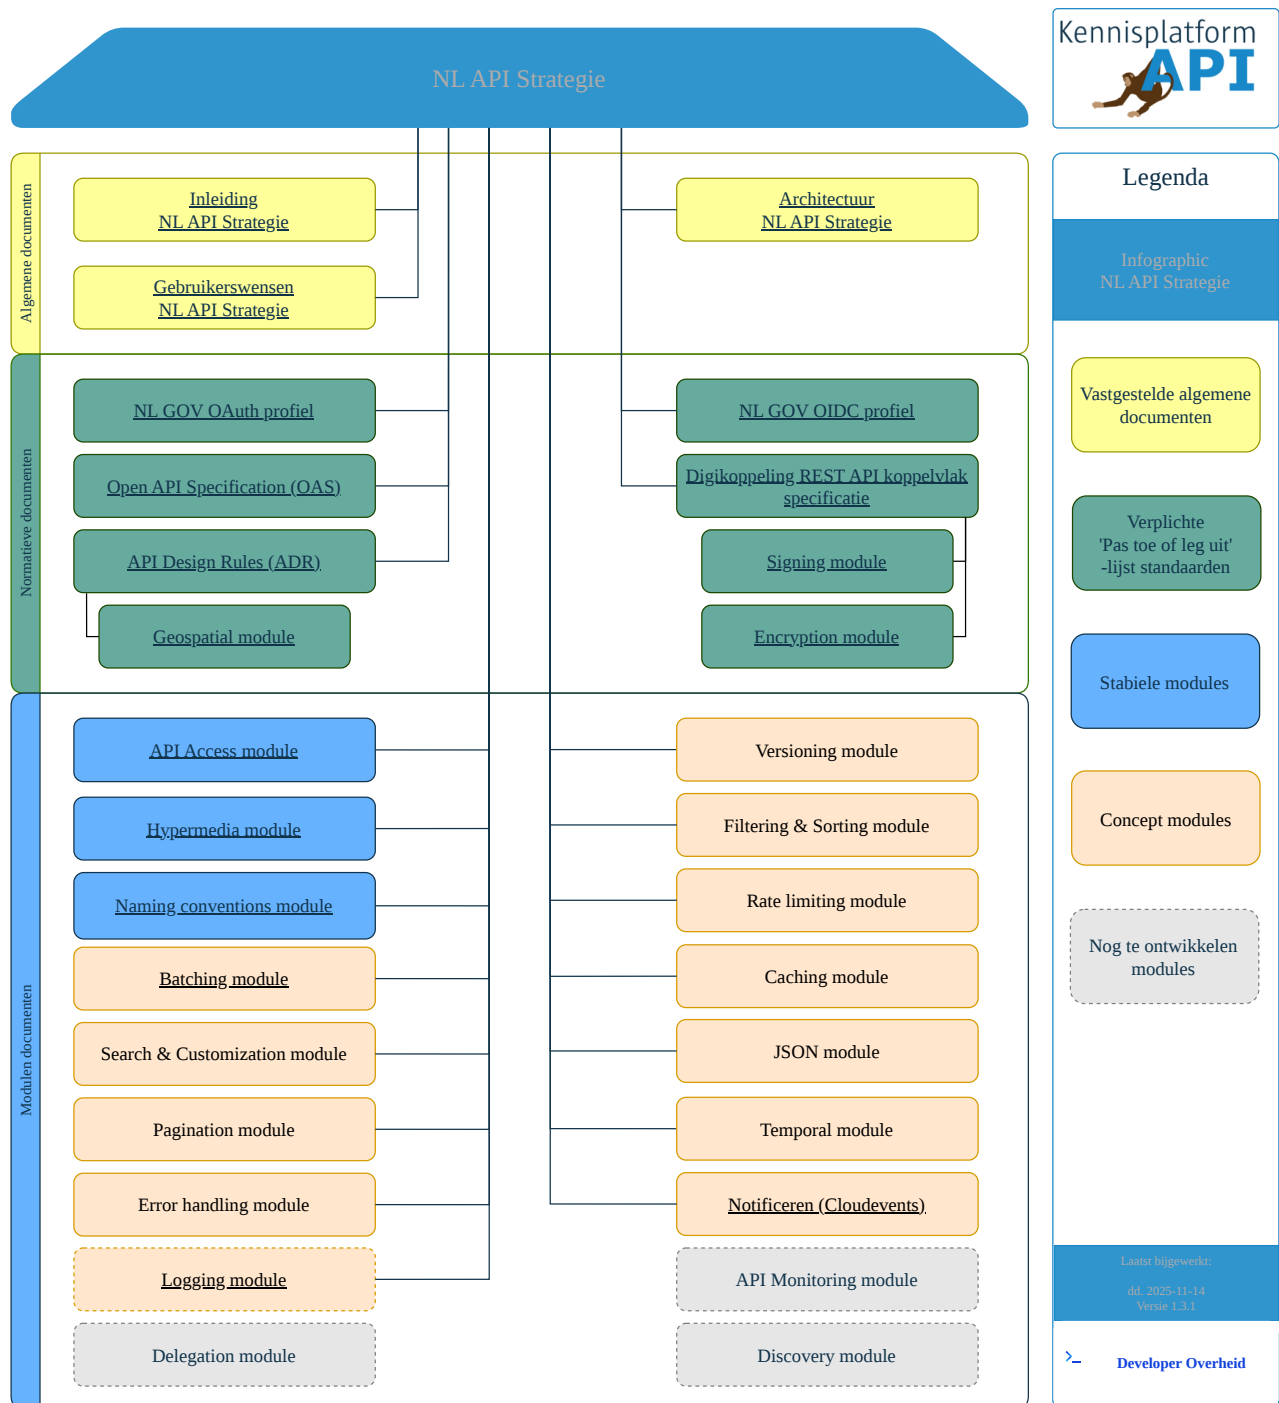 NL API Strategie
Kennisplatform
API
Algemene documenten
Inleiding
NL API Strategie
Gebruikerswensen
NL API Strategie
Architectuur
NL API Strategie
Normatieve documenten
NL GOV OAuth profiel
Open API Specification (OAS)
API Design Rules (ADR)
Geospatial module
NL GOV OIDC profiel
Digikoppeling REST API koppelvlak
specificatie
Signing module
Encryption module
Modulen documenten
API Access module
Hypermedia module
Naming conventions module
Batching module
Search & Customization module
Pagination module
Error handling module
Logging module
Delegation module
Versioning module
Filtering & Sorting module
Rate limiting module
Caching module
JSON module
Temporal module
Notificeren (Cloudevents)
API Monitoring module
Discovery module
Legenda
Infographic
NL API Strategie
Vastgestelde algemene
documenten
Verplichte
'Pas toe of leg uit'
-lijst standaarden
Stabiele modules
Concept modules
Nog te ontwikkelen
modules
Laatst bijgewerkt:
dd. 2025-11-14
Versie 1.3.1
Developer Overheid